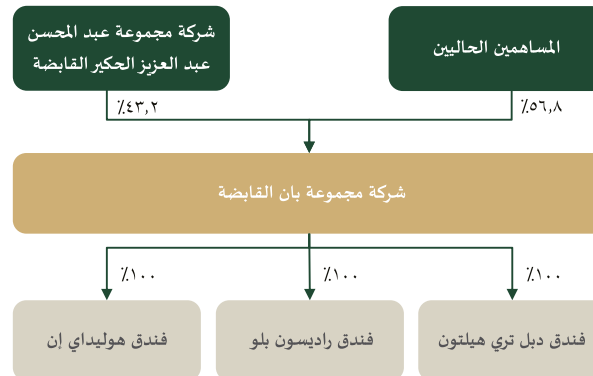 المساهمين الحاليين
شركة مجموعة عبد المحسن
عبد العزيز الحكير القابضة
٥٦,٨٪
٤٣,٢٪
شركة مجموعة بان القابضة
١٠٠٪
١٠٠٪
١٠٠٪
فندق دبل تري هيلتون
فندق راديسون بلو
فندق هوليداي إن